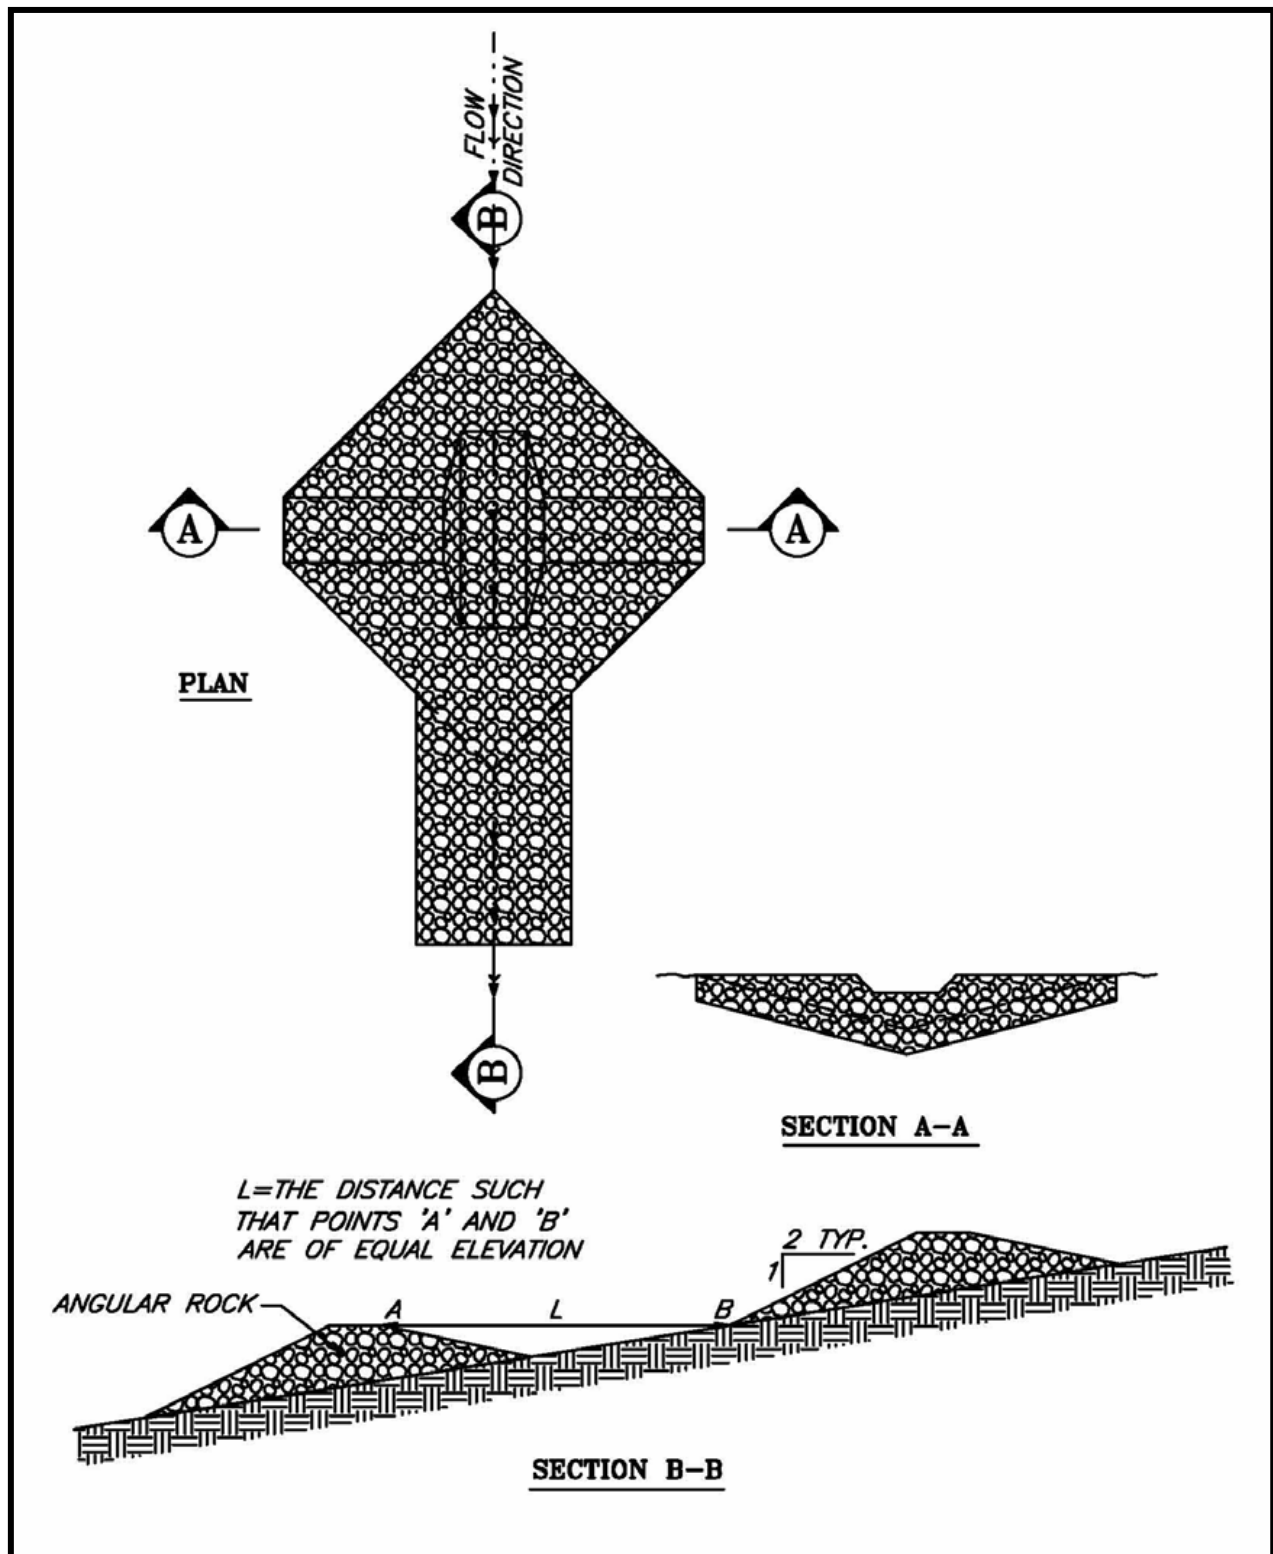 FLOW
DIRECTION
B
A
A
PLAN
B
SECTION A-A
L=THE DISTANCE SUCH
THAT POINTS 'A' AND 'B'
ARE OF EQUAL ELEVATION
2 TYP.
1
ANGULAR ROCK
A
L
B
SECTION B-B